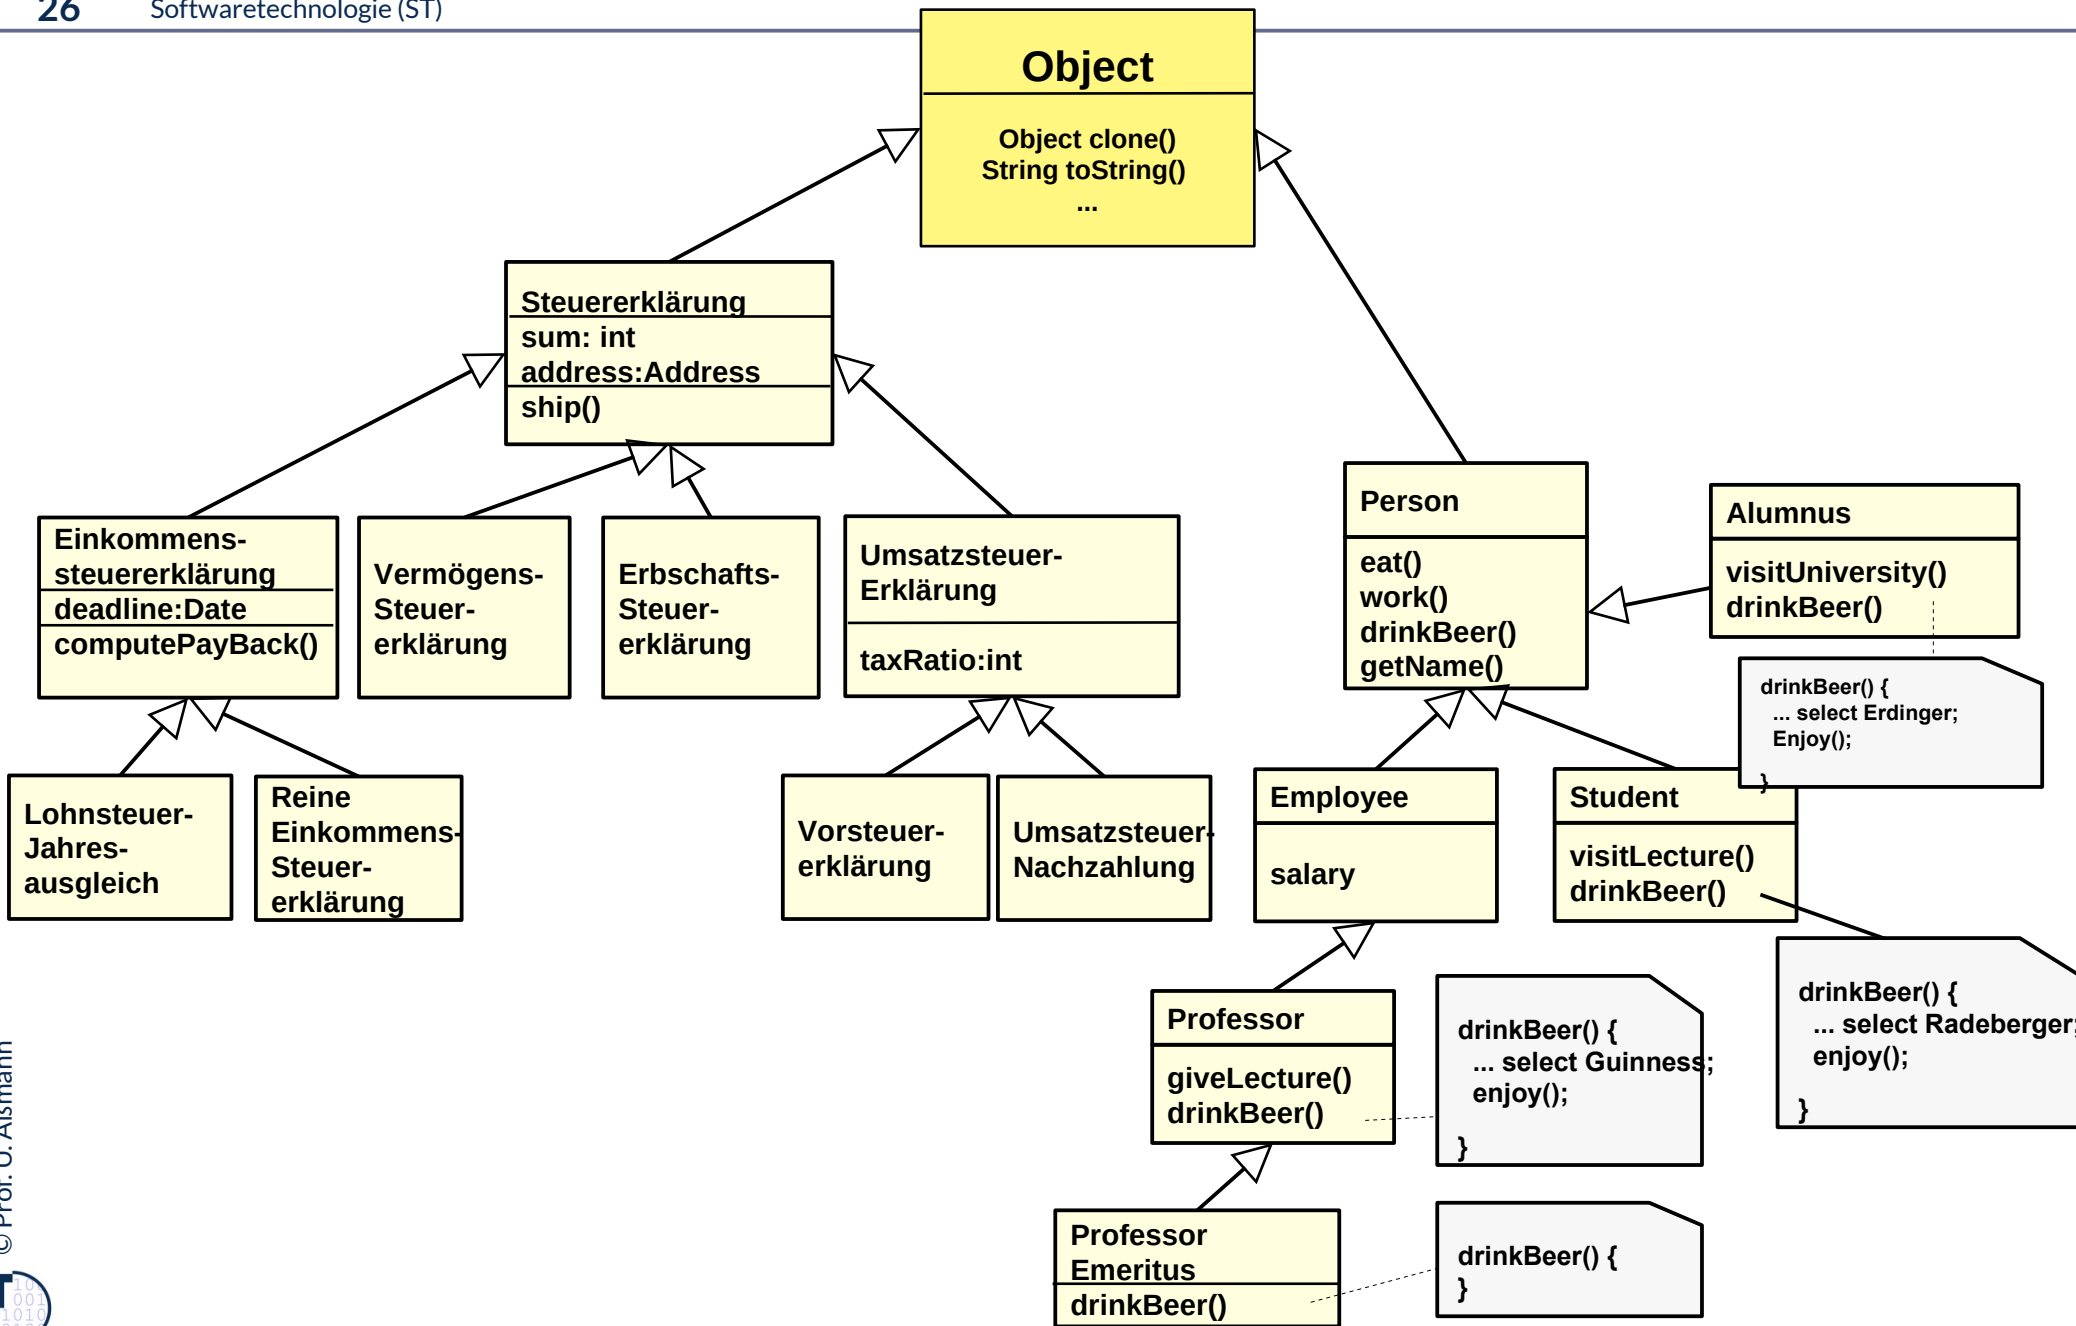 26 Softwaretechnologie (ST)
Object
Object clone()
String toString()
...
Steuererklärung
sum: int
address:Address
ship()
Einkommens-
steuererklärung
deadline:Date
computePayBack()
Vermögens-
Steuer-
erklärung
Erbschafts-
Steuer-
erklärung
Umsatzsteuer-
Erklärung
taxRatio:int
Person
eat()
work()
drinkBeer()
getName()
Alumnus
visitUniversity()
drinkBeer()
drinkBeer() {
... select Erdinger;
Enjoy();
}
Lohnsteuer-
Jahres-
ausgleich
Reine
Einkommens-
Steuer-
erklärung
Vorsteuer-
erklärung
Umsatzsteuer-
Nachzahlung
Employee
salary
Student
visitLecture()
drinkBeer()
drinkBeer() {
... select Radeberger;
enjoy();
}
Professor
giveLecture()
drinkBeer()
drinkBeer() {
... select Guinness;
enjoy();
}
Professor
Emeritus
drinkBeer()
drinkBeer() {
}
© Prof. U. Aßmann